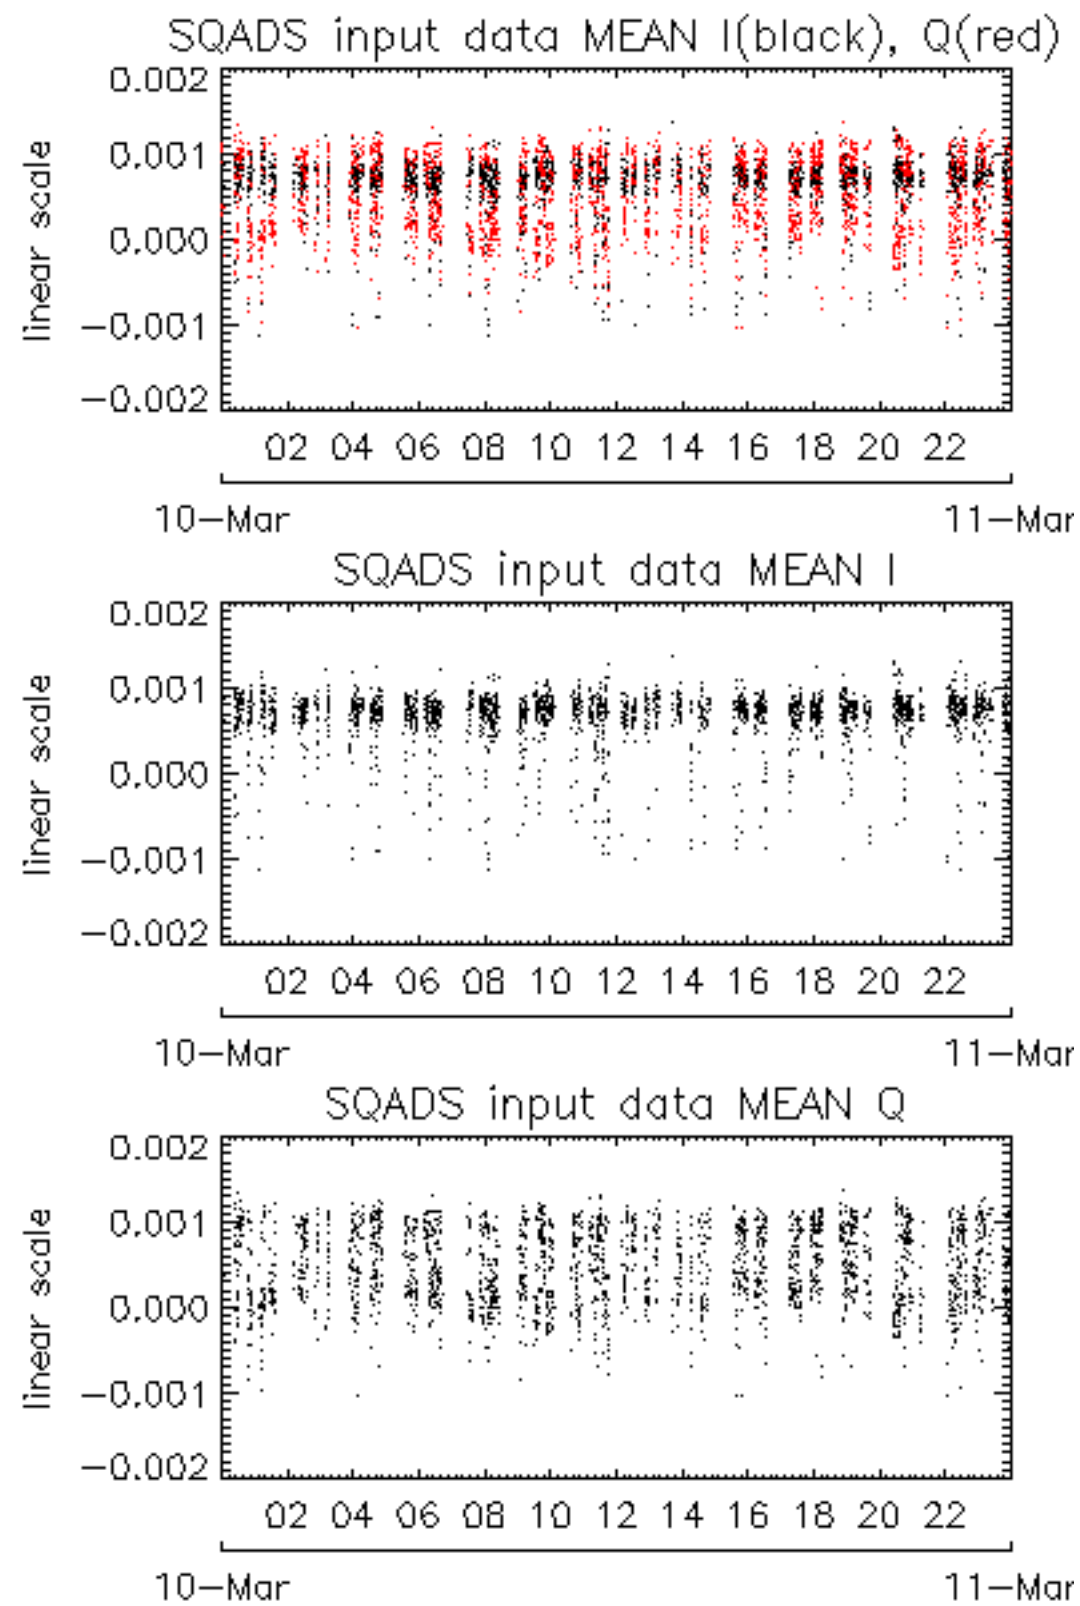 SQADS input data MEAN I(black), Q(red)
0.002
0.001
0.000
−0.001
−0.002
linear scale
02 04 06 08 10 12 14 16 18 20 22
10−Mar 11−Mar
SQADS input data MEAN I
0.002
0.001
0.000
−0.001
−0.002
linear scale
02 04 06 08 10 12 14 16 18 20 22
10−Mar 11−Mar
SQADS input data MEAN Q
0.002
0.001
0.000
−0.001
−0.002
linear scale
02 04 06 08 10 12 14 16 18 20 22
10−Mar 11−Mar